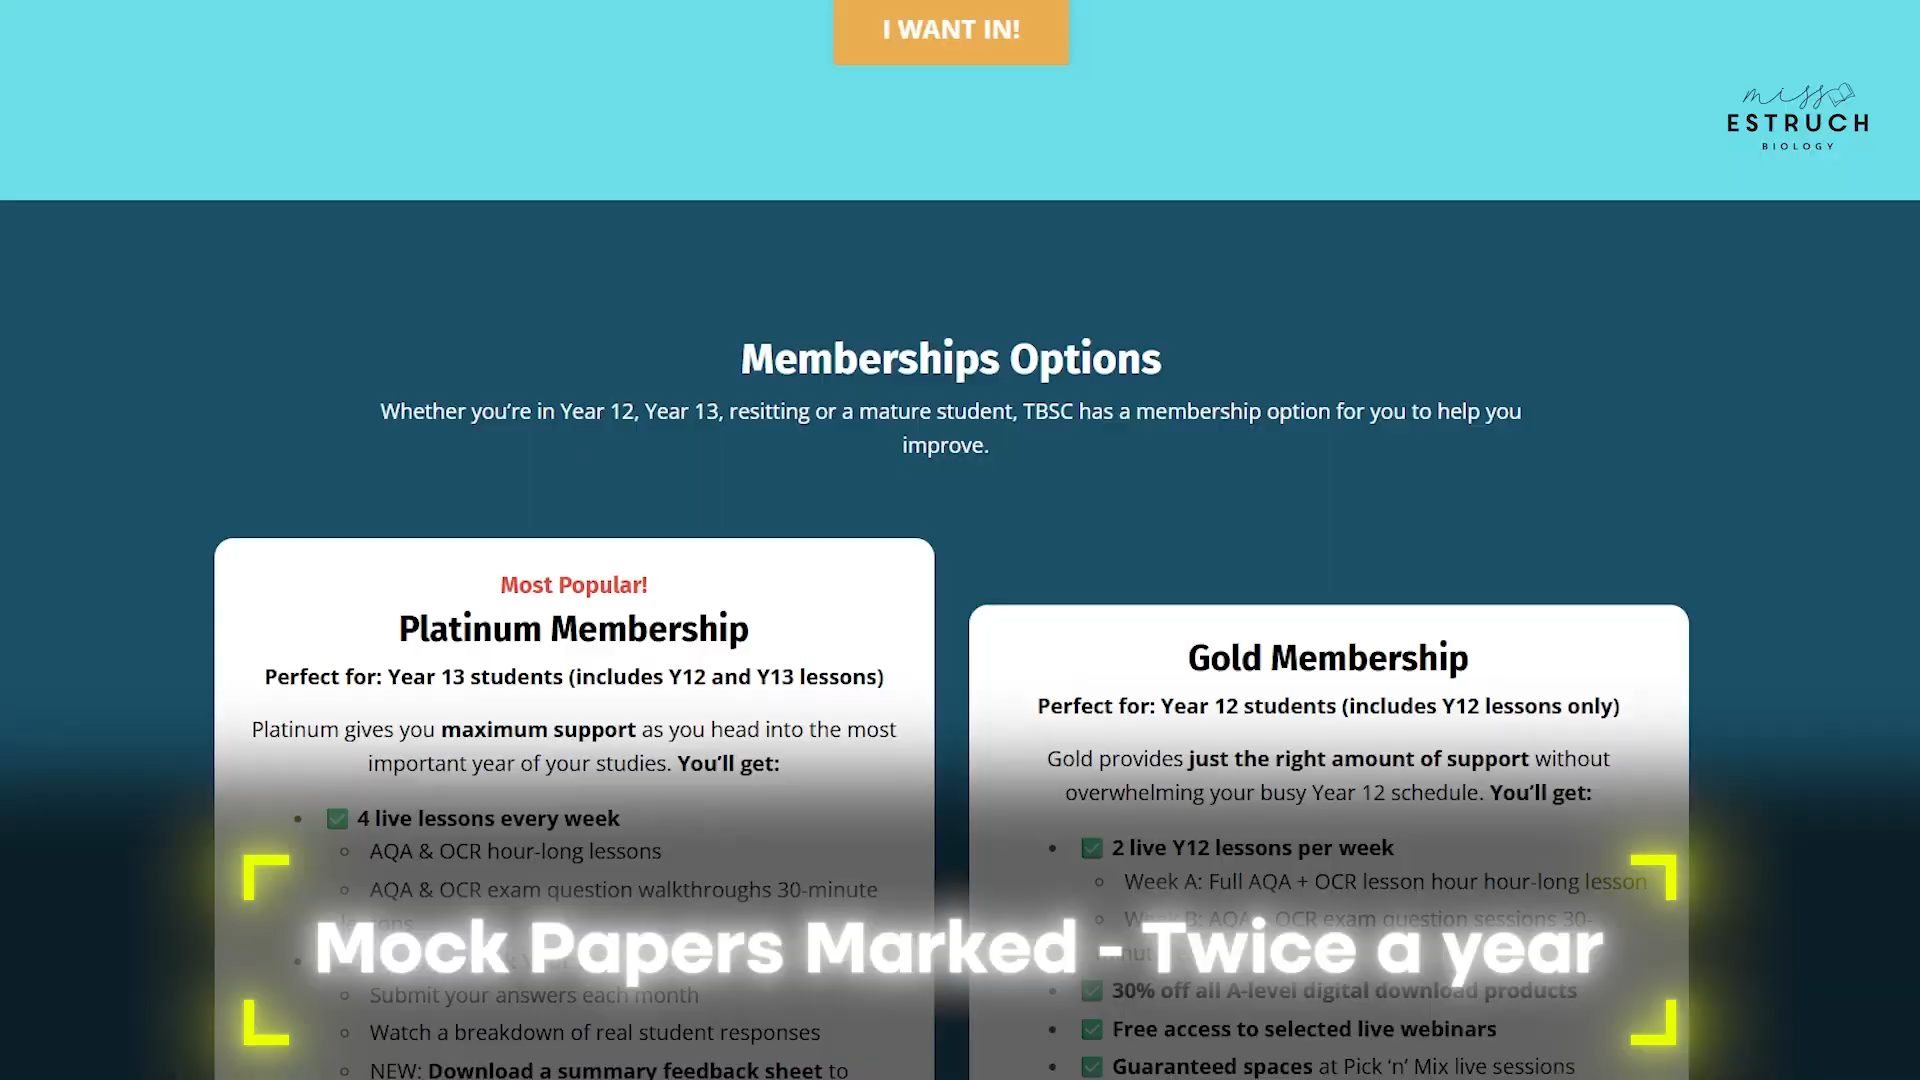 I WANT IN!
miss
ESTRUCH
BIOLOGY
Memberships Options
Whether you're in Year 12, Year 13, resitting or a mature student, TBSC has a membership option for you to help you
improve.
Most Popular!
Platinum Membership
Perfect for: Year 13 students (includes Y12 and Y13 lessons)
Platinum gives you maximum support as you head into the most
important year of your studies. You'll get:
4 live lessons every week
AQA & OCR hour-long lessons
AQA & OCR exam question walkthroughs 30-minute
Submit your answers each month
Watch a breakdown of real student responses
NEW: Download a summary feedback sheet to
Gold Membership
Perfect for: Year 12 students (includes Y12 lessons only)
Gold provides just the right amount of support without
overwhelming your busy Year 12 schedule. You'll get:
2 live Y12 lessons per week
Week A: Full AQA + OCR lesson hour hour-long lesson
Week B: AQA + OCR exam question sessions 30-
30% off all A-level digital download products
Free access to selected live webinars
Guaranteed spaces at Pick 'n' Mix live sessions
Mock Papers Marked - Twice a year